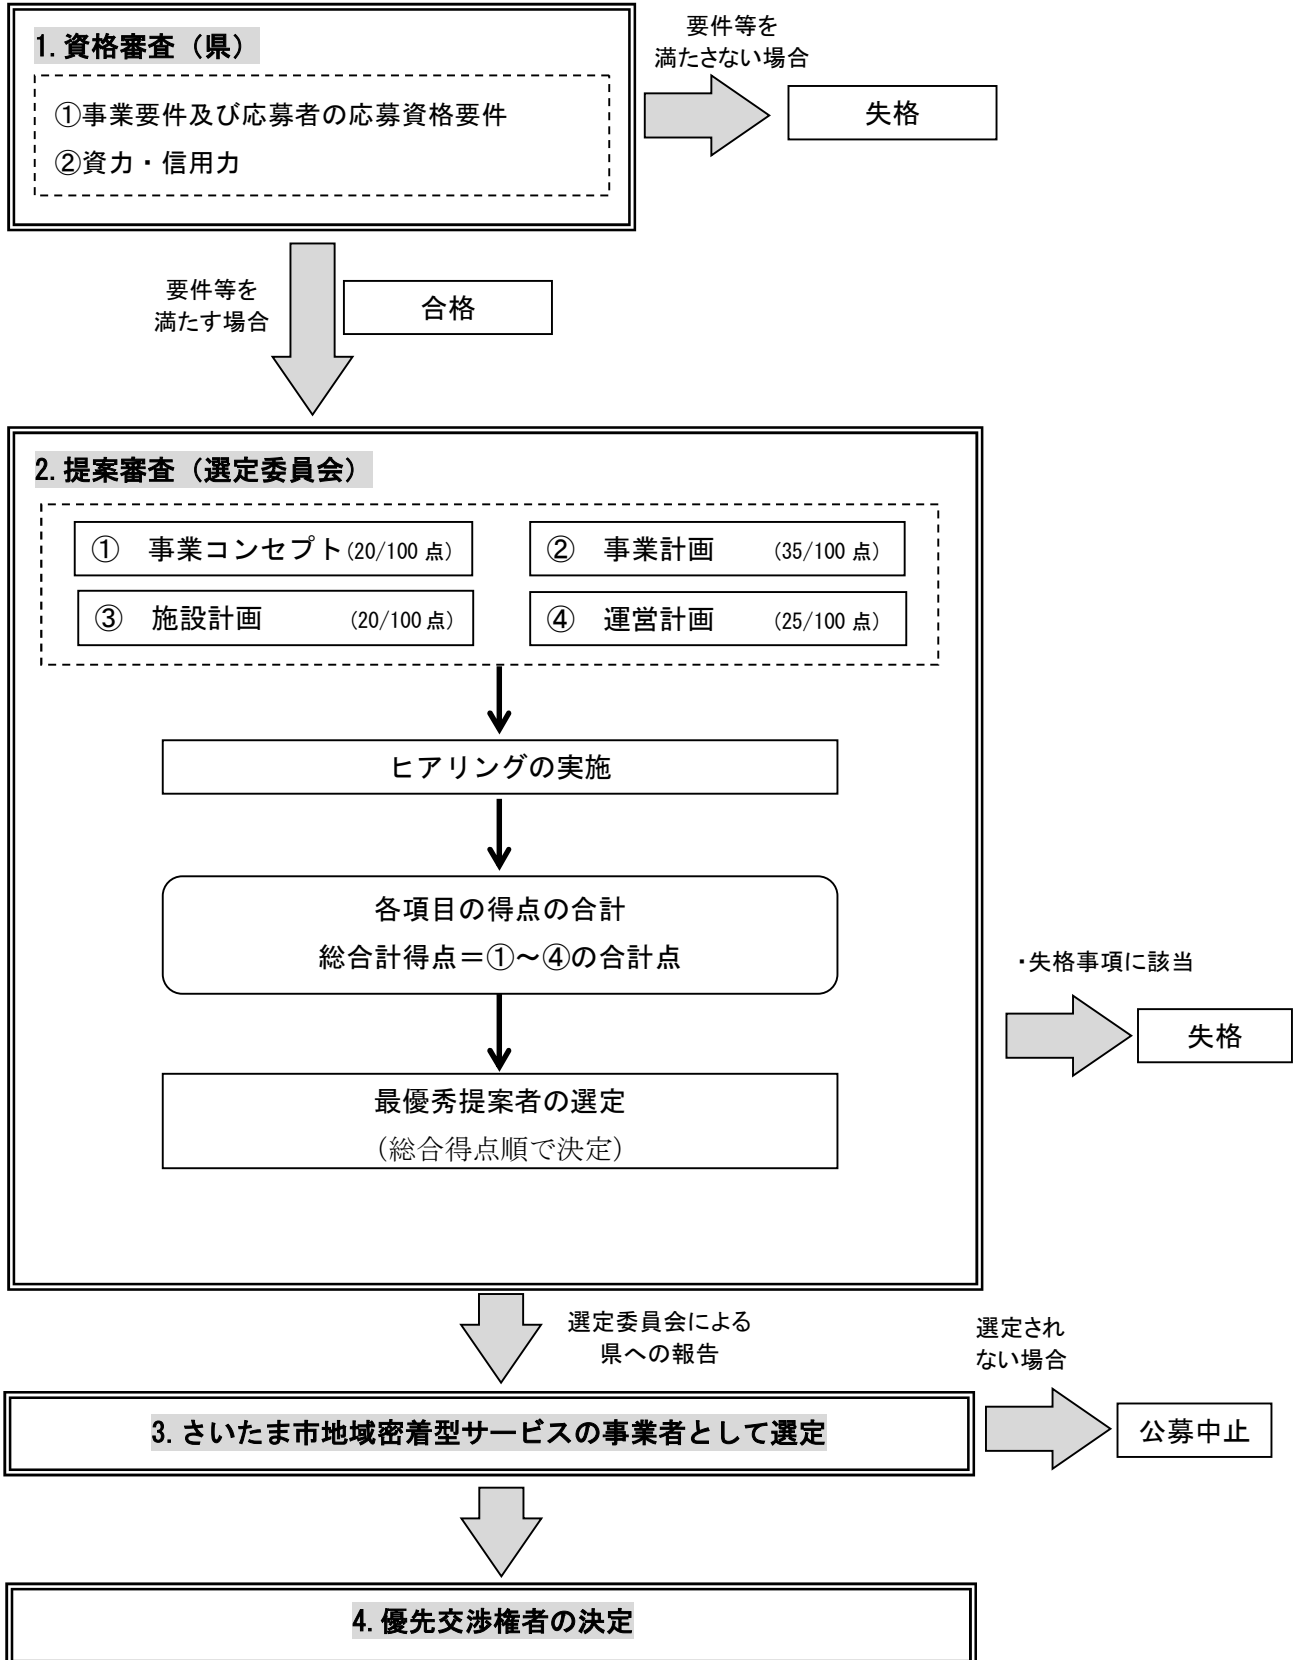 1.資格審査（県）
①事業要件及び応募者の応募資格要件
②資力・信用力
要件等を
満たさない場合
失格
要件等を
満たす場合
合格
2.提案審査（選定委員会）
① 事業コンセプト(20/100 点)
② 事業計画 (35/100 点)
③ 施設計画 (20/100 点)
④ 運営計画 (25/100 点)
ヒアリングの実施
各項目の得点の合計
総合計得点＝①～④の合計点
最優秀提案者の選定
（総合得点順で決定）
・失格事項に該当
失格
選定委員会による
県への報告
選定され
ない場合
3.さいたま市地域密着型サービスの事業者として選定
公募中止
4.優先交渉権者の決定